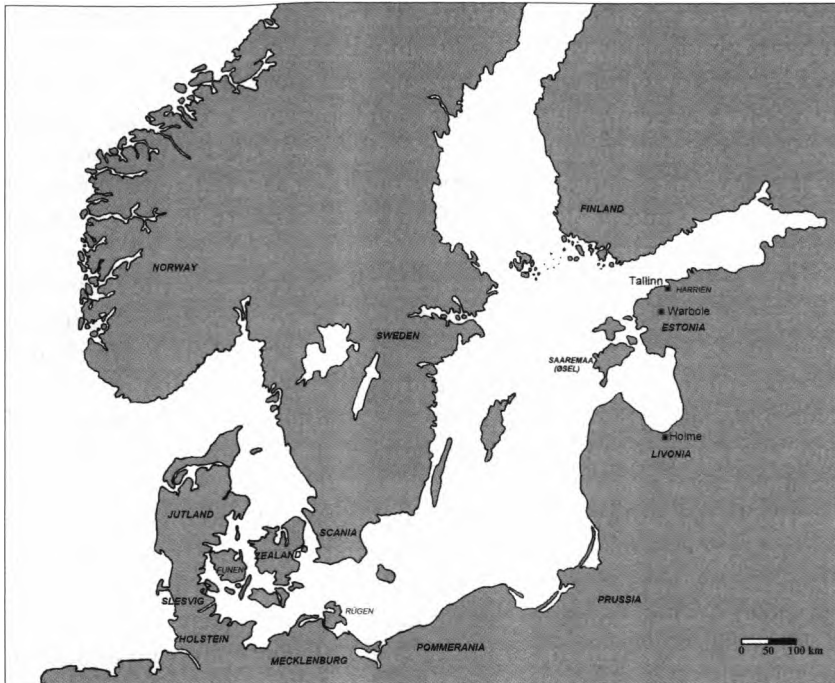 FINLAND
NORWAY
Tallinn
HARRIEN
Warbole
ESTONIA
SWEDEN
SAAREMAA
(ØSEL)
Holme
LIVONIA
JUTLAND
SCANIA
ZEALAND
FUNEN
SLESVIG
RÜGEN
PRUSSIA
HOLSTEIN
POMMERANIA
MECKLENBURG
0 50 100 km